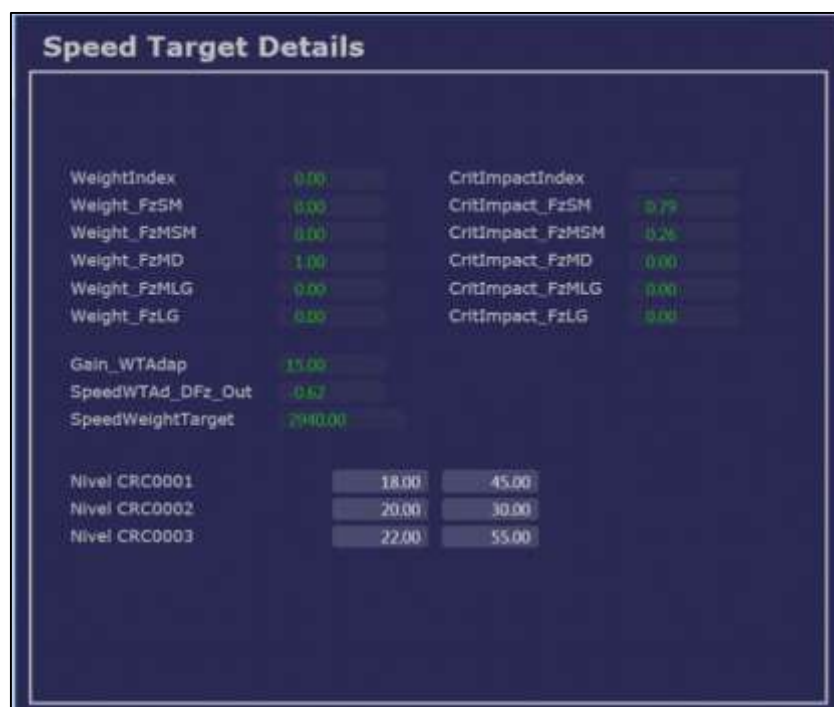 Speed Target Details
WeightIndex 0.00 CritImpactIndex -
Weight_FzSM 0.00 CritImpact_FzSM 0.79
Weight_FzMSM 0.00 CritImpact_FzMSM 0.26
Weight_FzMD 1.00 CritImpact_FzMD 0.00
Weight_FzMLG 0.00 CritImpact_FzMLG 0.00
Weight_FzLG 0.00 CritImpact_FzLG 0.00
Gain_WTAdap 15.00
SpeedWTAd_DFz_Out -0.62
SpeedWeightTarget 2940.00
Nivel CRC0001 18.00 45.00
Nivel CRC0002 20.00 30.00
Nivel CRC0003 22.00 55.00